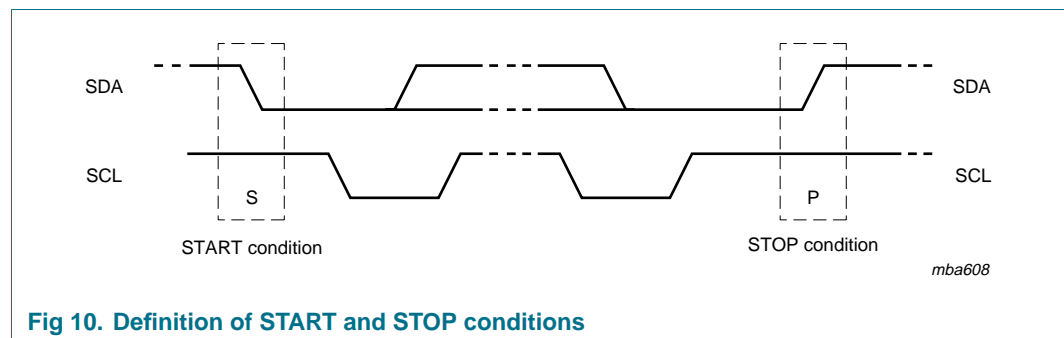 SDA
SDA
SCL
SCL
S
P
START condition
STOP condition
mba608
Fig 10. Definition of START and STOP conditions